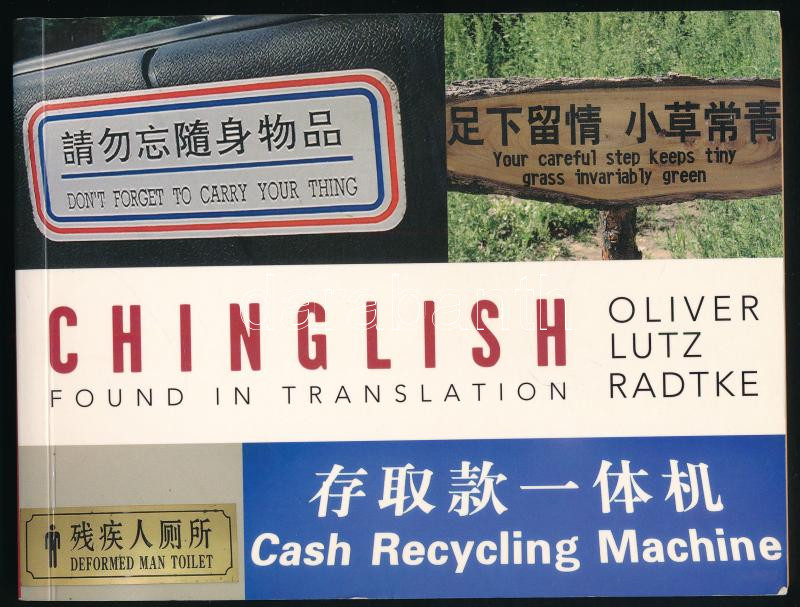 請勿忘隨身物品
DON'T FORGET TO CARRY YOUR THING
足下留情 小草常青
Your careful step keeps tiny
grass invariably green
CHINGLISH
FOUND IN TRANSLATION
OLIVER
LUTZ
RADTKE
残疾人厕所
DEFORMED MAN TOILET
存取款一体机
Cash Recycling Machine
darabanth